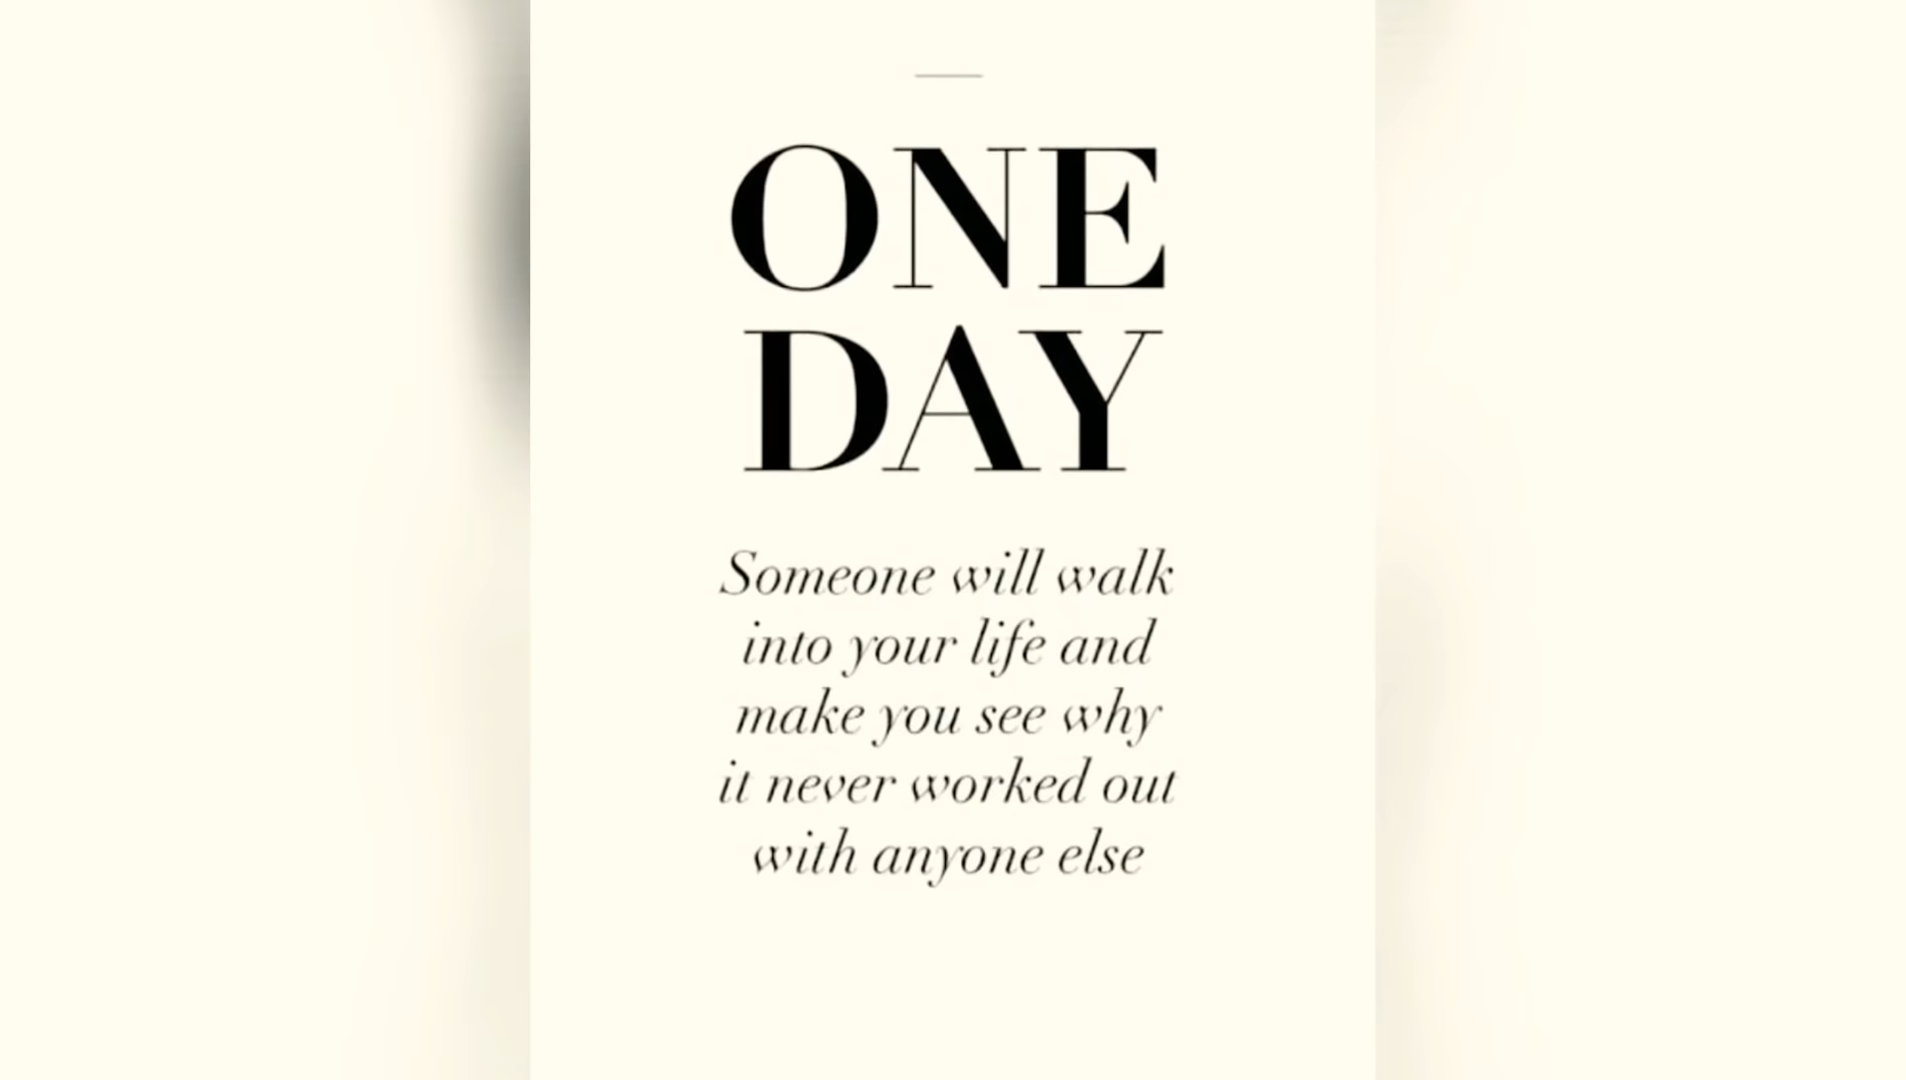 ONE
DAY
Someone will walk
into your life and
make you see why
it never worked out
with anyone else